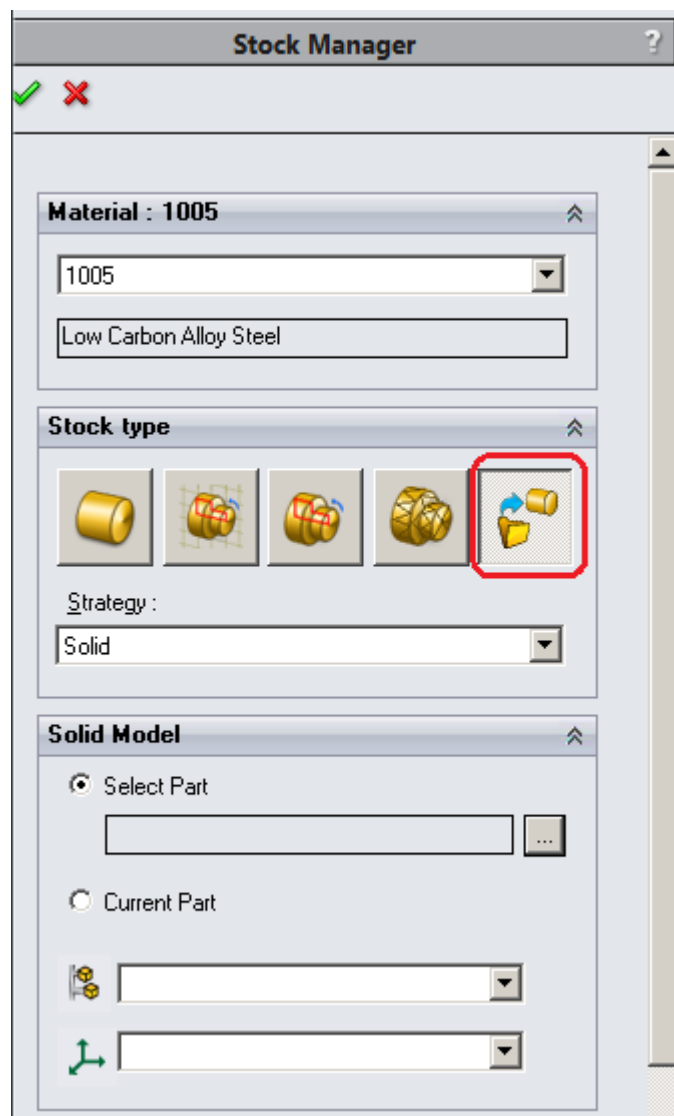 Stock Manager ?
Material : 1005
1005
Low Carbon Alloy Steel
Stock type
Strategy :
Solid
Solid Model
Select Part
...
Current Part